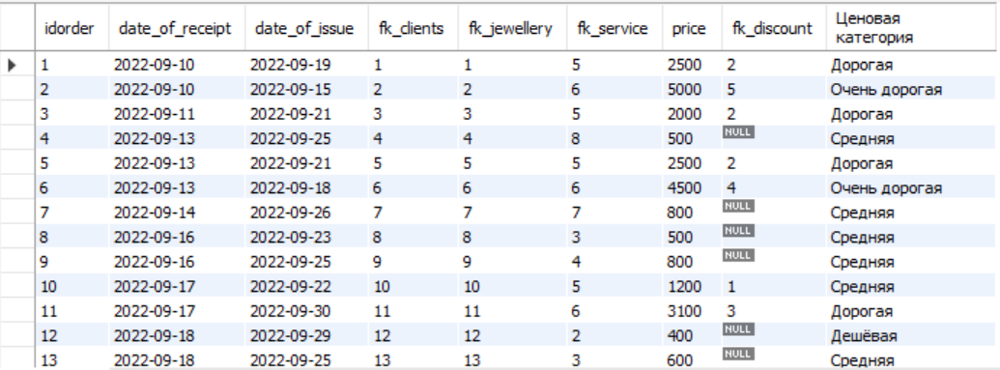 idorder date_of_receipt date_of_issue fk_clients fk_jewellery fk_service price fk_discount Ценовая категория
1 2022-09-10 2022-09-19 1 1 5 2500 2 Дорогая
2 2022-09-10 2022-09-15 2 2 6 5000 5 Очень дорогая
3 2022-09-11 2022-09-21 3 3 5 2000 2 Дорогая
4 2022-09-13 2022-09-25 4 4 8 500 NULL Средняя
5 2022-09-13 2022-09-21 5 5 5 2500 2 Дорогая
6 2022-09-13 2022-09-18 6 6 6 4500 4 Очень дорогая
7 2022-09-14 2022-09-26 7 7 7 800 NULL Средняя
8 2022-09-16 2022-09-23 8 8 3 500 NULL Средняя
9 2022-09-16 2022-09-25 9 9 4 800 NULL Средняя
10 2022-09-17 2022-09-22 10 10 5 1200 1 Средняя
11 2022-09-17 2022-09-30 11 11 6 3100 3 Дорогая
12 2022-09-18 2022-09-29 12 12 2 400 NULL Дешёвая
13 2022-09-18 2022-09-25 13 13 3 600 NULL Средняя